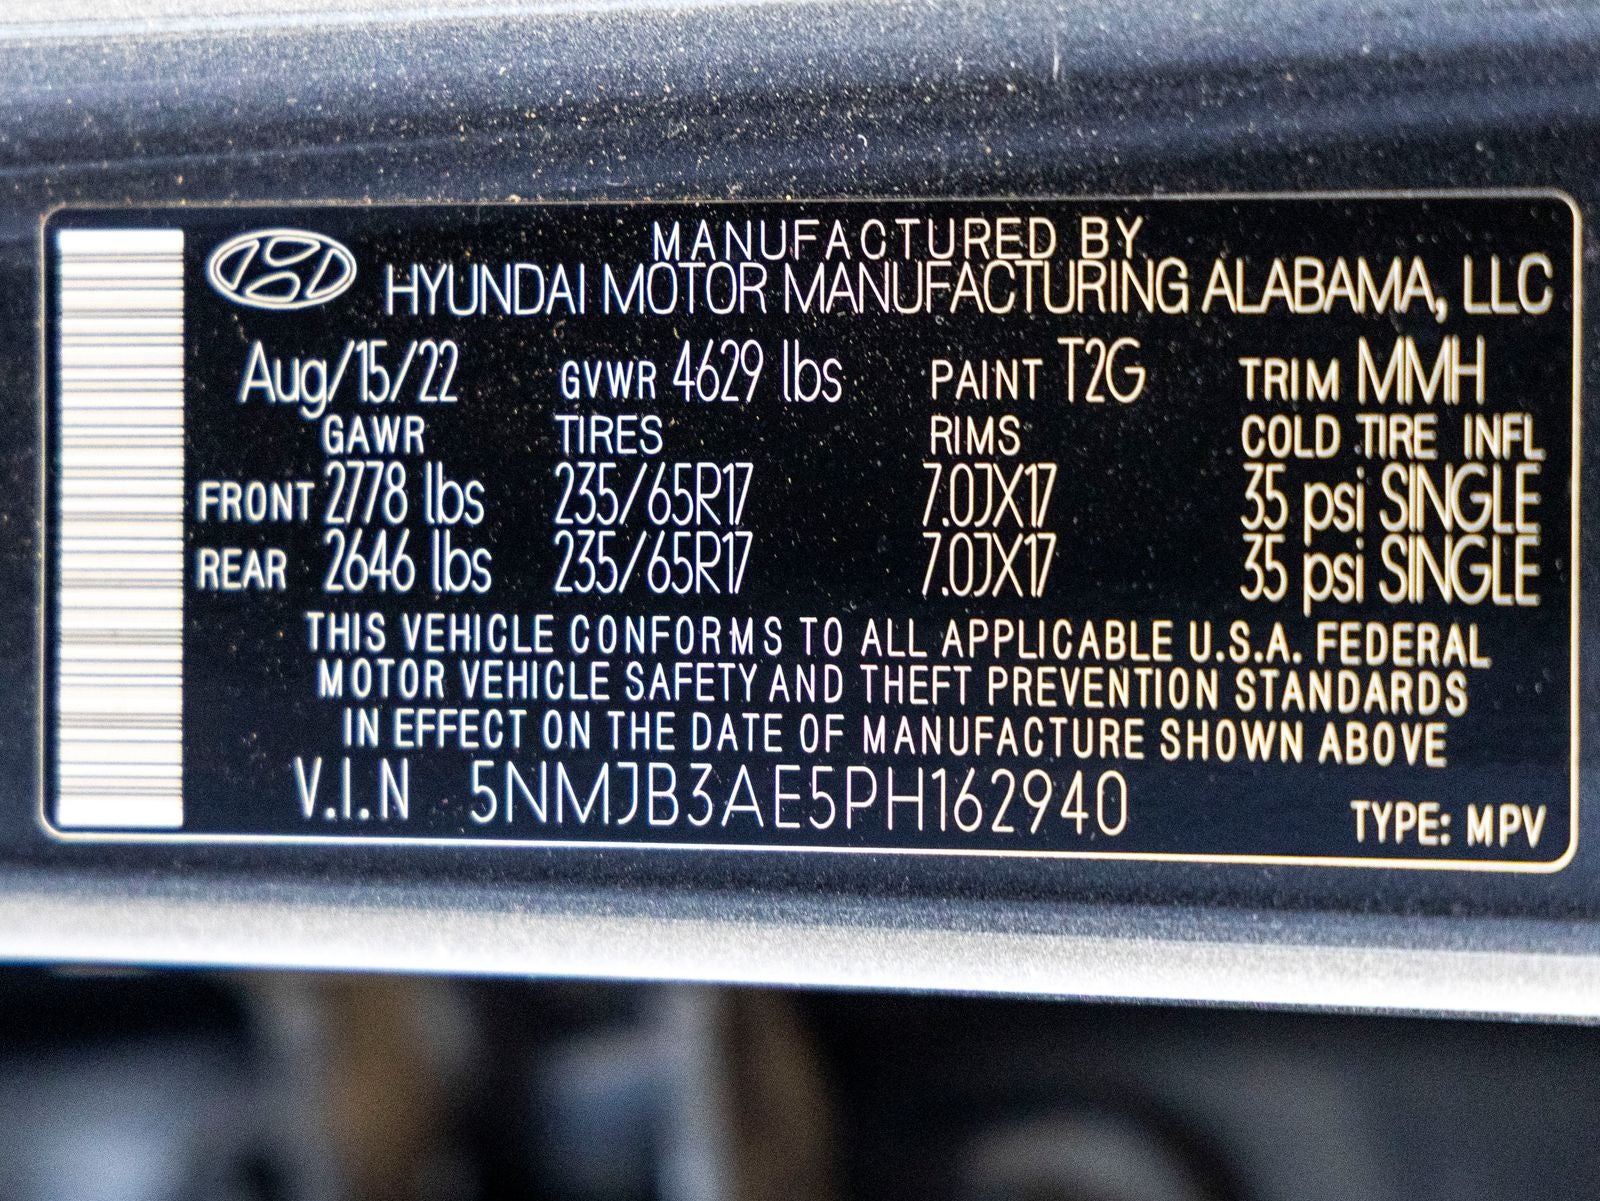 MANUFACTURED BY
HYUNDAI MOTOR MANUFACTURING ALABAMA, LLC
Aug/15/22 GVWR 4629 lbs PAINT T2G TRIM MMH
GAWR TIRES RIMS COLD TIRE INFL
FRONT 2778 lbs 235/65R17 7.0JX17 35 psi SINGLE
REAR 2646 lbs 235/65R17 7.0JX17 35 psi SINGLE
THIS VEHICLE CONFORMS TO ALL APPLICABLE U.S.A. FEDERAL
MOTOR VEHICLE SAFETY AND THEFT PREVENTION STANDARDS
IN EFFECT ON THE DATE OF MANUFACTURE SHOWN ABOVE
V.I.N 5NMJB3AE5PH162940 TYPE: MPV